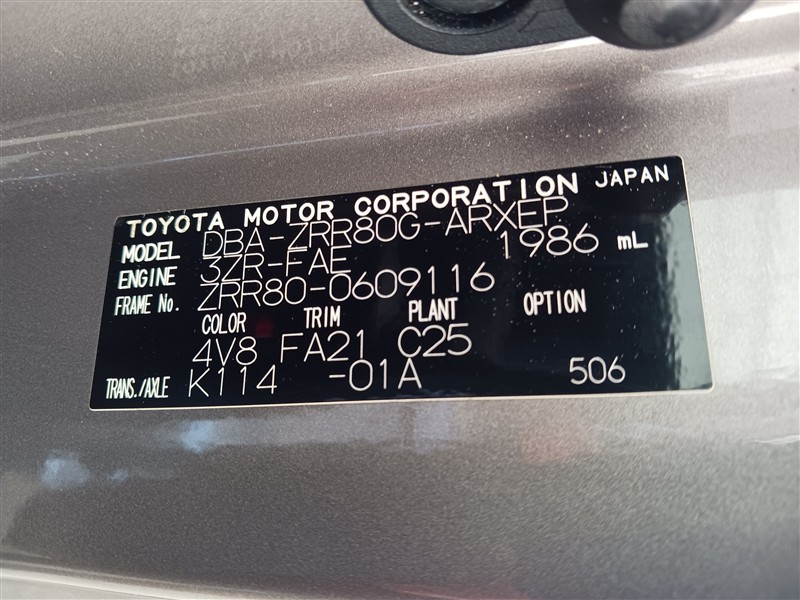 TOYOTA MOTOR CORPORATION JAPAN
MODEL DBA-ZRR80G-ARXEP
ENGINE 3ZR-FAE 1986 mL
FRAME No. ZRR80-0609116
COLOR TRIM PLANT OPTION
4V8 FA21 C25
TRANS./AXLE K114 -01A 506